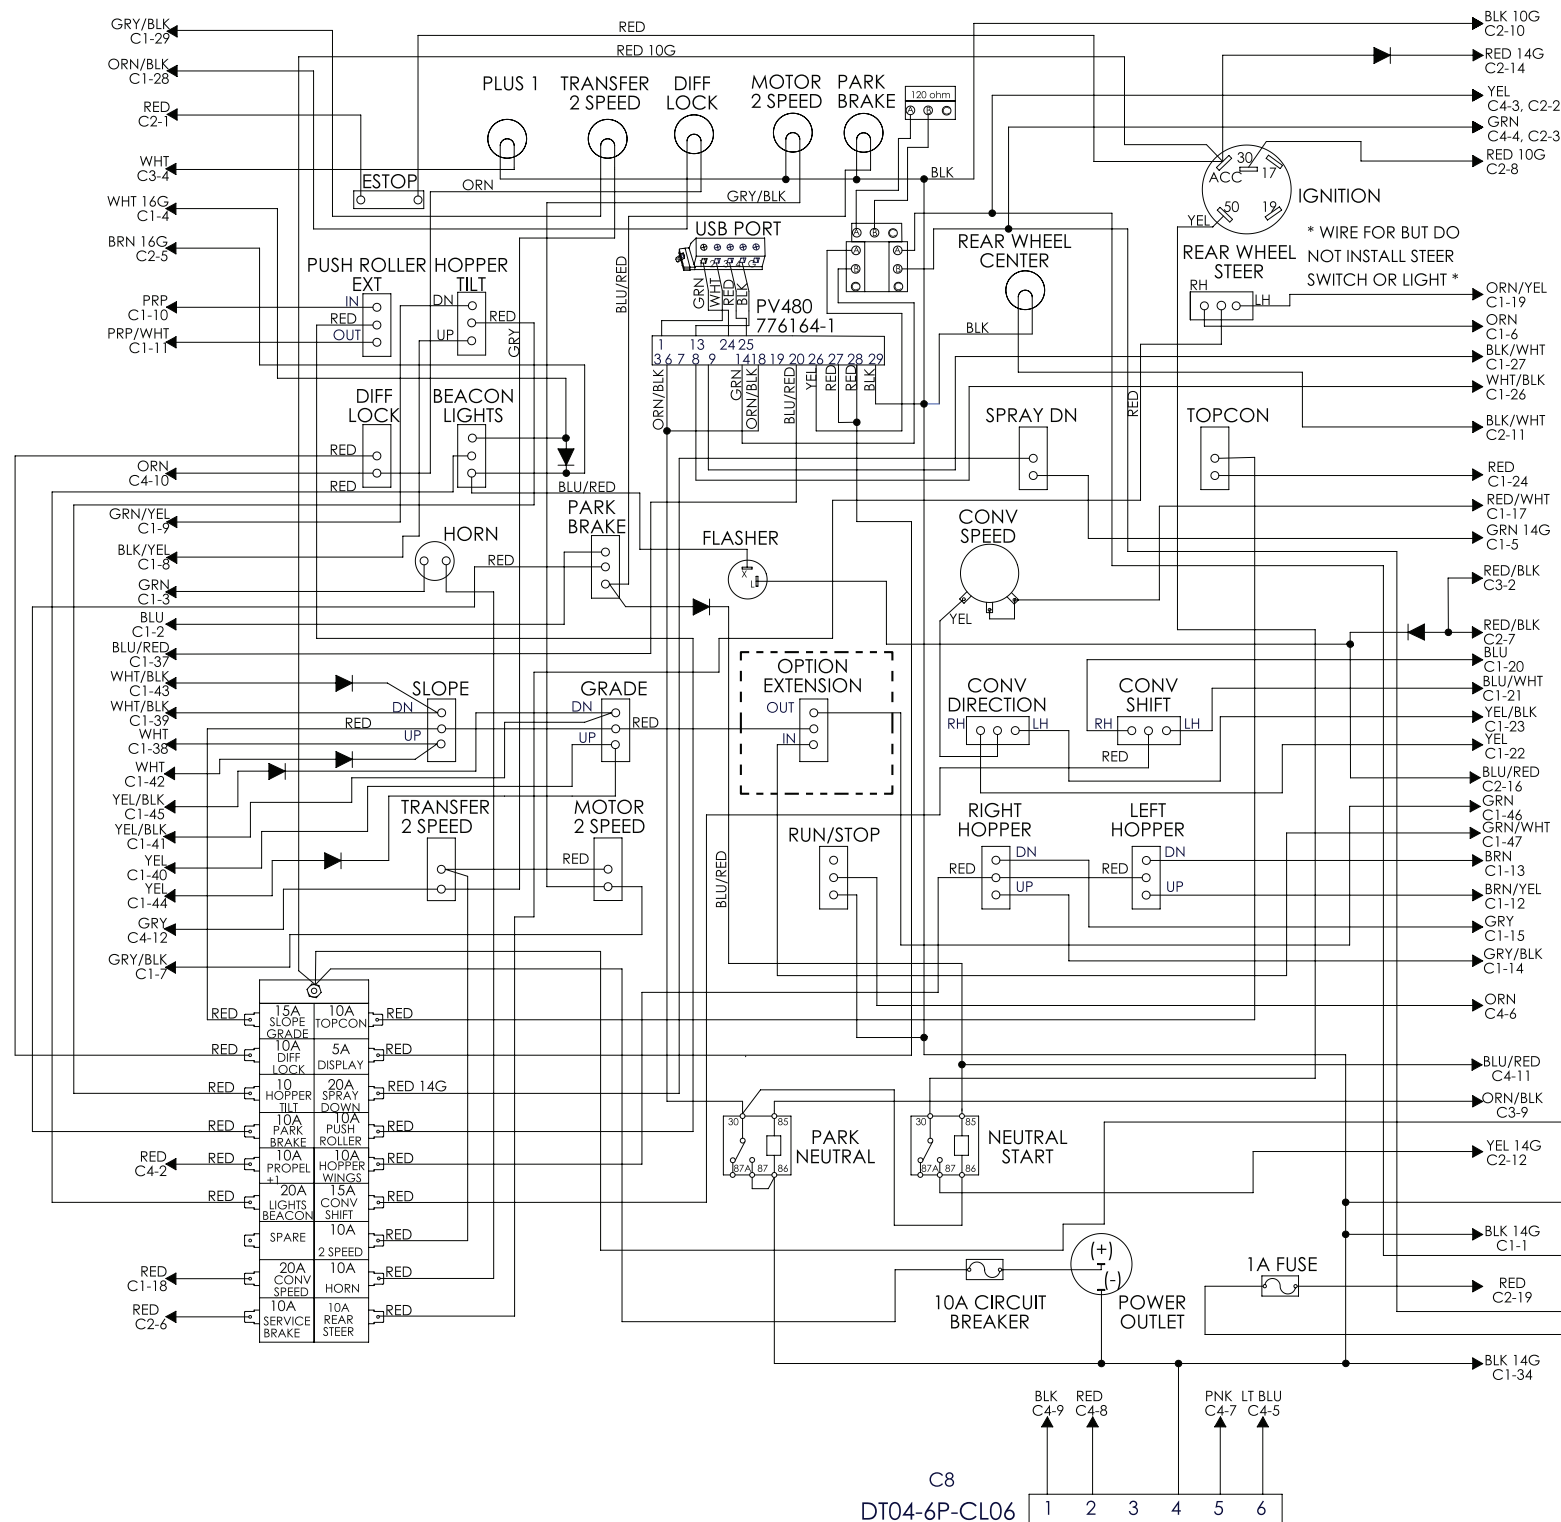 GRY/BLK
C1-29
ORN/BLK
C1-28
RED
C2-1
WHT
C3-4
WHT 16G
C1-4
BRN 16G
C2-5
PRP
C1-10
PRP/WHT
C1-11
ORN
C4-10
GRN/YEL
C1-9
BLK/YEL
C1-8
GRN
C1-3
BLU
C1-2
BLU/RED
C1-37
WHT/BLK
C1-43
WHT/BLK
C1-39
WHT
C1-38
WHT
C1-42
YEL/BLK
C1-45
YEL/BLK
C1-41
YEL
C1-40
YEL
C1-44
GRY
C4-12
GRY/BLK
C1-7
RED
RED 10G
PLUS 1
TRANSFER
2 SPEED
DIFF
LOCK
MOTOR
2 SPEED
PARK
BRAKE
120 ohm
A B
ESTOP
ORN
GRY/BLK
BLK
USB PORT
1 2 3 4 G
GRN
WHT
RED
BLK
PV480
776164-1
1 13 24 25
3 6 7 8 9 14 18 19 20 26 27 28 29
ORN/BLK
GRN
ORN/BLK
BLU/RED
YEL
RED
RED
BLK
A B
A A
B B
REAR WHEEL
CENTER
BLK
ACC
30
17
50
19
IGNITION
YEL
REAR WHEEL
STEER
RH
LH
* WIRE FOR BUT DO
NOT INSTALL STEER
SWITCH OR LIGHT *
RED
PUSH ROLLER
EXT
IN
RED
OUT
HOPPER
TILT
DN
RED
UP
GRY
BLU/RED
DIFF
LOCK
RED
BEACON
LIGHTS
RED
BLU/RED
HORN
RED
PARK
BRAKE
FLASHER
X
L
SPRAY DN
TOPCON
CONV
SPEED
YEL
SLOPE
DN
RED
UP
GRADE
DN
RED
UP
OPTION
EXTENSION
OUT
IN
CONV
DIRECTION
RH
LH
CONV
SHIFT
RH
LH
RED
TRANSFER
2 SPEED
MOTOR
2 SPEED
RED
BLU/RED
RUN/STOP
RIGHT
HOPPER
DN
RED
UP
LEFT
HOPPER
DN
RED
UP
BLK 10G
C2-10
RED 14G
C2-14
YEL
C4-3, C2-2
GRN
C4-4, C2-3
RED 10G
C2-8
ORN/YEL
C1-19
ORN
C1-6
BLK/WHT
C1-27
WHT/BLK
C1-26
BLK/WHT
C2-11
RED
C1-24
RED/WHT
C1-17
GRN 14G
C1-5
RED/BLK
C3-2
RED/BLK
C2-7
BLU
C1-20
BLU/WHT
C1-21
YEL/BLK
C1-23
YEL
C1-22
BLU/RED
C2-16
GRN
C1-46
GRN/WHT
C1-47
BRN
C1-13
BRN/YEL
C1-12
GRY
C1-15
GRY/BLK
C1-14
ORN
C4-6
BLU/RED
C4-11
ORN/BLK
C3-9
YEL 14G
C2-12
BLK 14G
C1-1
RED
C2-19
BLK 14G
C1-34
RED
15A
SLOPE
GRADE
10A
TOPCON
RED
RED
10A
DIFF
LOCK
5A
DISPLAY
RED
RED
10
HOPPER
TILT
20A
SPRAY
DOWN
RED 14G
RED
10A
PARK
BRAKE
10A
PUSH
ROLLER
RED
RED
C4-2
RED
10A
PROPEL
+1
10A
HOPPER
WINGS
RED
RED
20A
LIGHTS
BEACON
15A
CONV
SHIFT
RED
SPARE
10A
2 SPEED
RED
RED
C1-18
20A
CONV
SPEED
10A
HORN
RED
RED
C2-6
10A
SERVICE
BRAKE
10A
REAR
STEER
RED
30
85
87A
87
86
PARK
NEUTRAL
30
85
87A
87
86
NEUTRAL
START
10A CIRCUIT
BREAKER
(+)
(-)
POWER
OUTLET
1A FUSE
BLK
C4-9
RED
C4-8
PNK
C4-7
LT BLU
C4-5
C8
DT04-6P-CL06
1 2 3 4 5 6